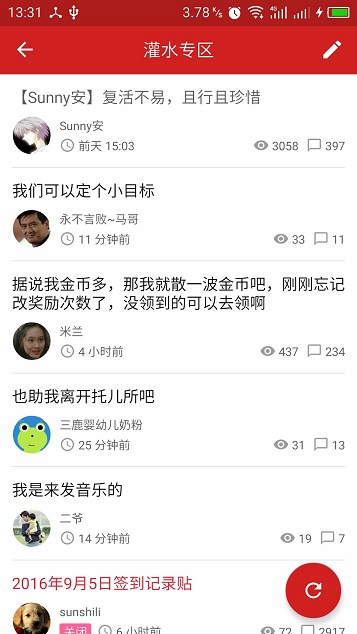 13:31 3.78 K/s 4G
灌水专区
【Sunny安】复活不易，且行且珍惜
Sunny安
前天 15:03 3058 397
我们可以定个小目标
永不言败~马哥
11 分钟前 33 11
据说我金币多，那我就散一波金币吧，刚刚忘记
改奖励次数了，没领到的可以去领啊
米兰
4 小时前 437 234
也助我离开托儿所吧
三鹿婴幼儿奶粉
25 分钟前 31 13
我是来发音乐的
二爷
14 分钟前 19 7
2016年9月5日签到记录贴
sunshili
关闭 6 小时前 72 2917